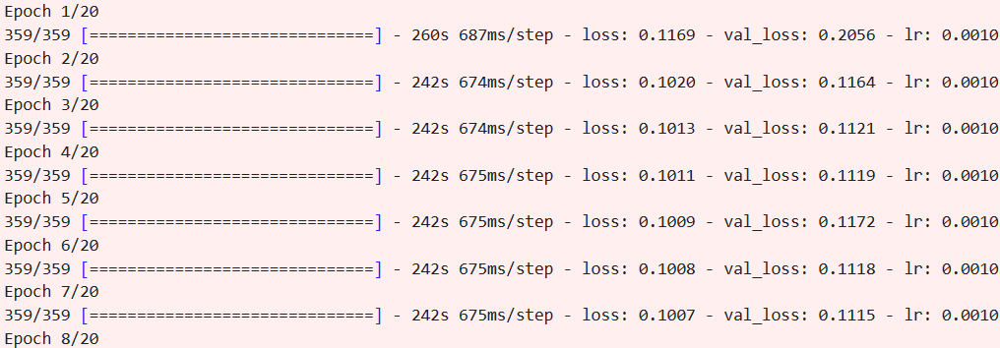 Epoch 1/20
359/359 [==============================] - 260s 687ms/step - loss: 0.1169 - val_loss: 0.2056 - lr: 0.0010
Epoch 2/20
359/359 [==============================] - 242s 674ms/step - loss: 0.1020 - val_loss: 0.1164 - lr: 0.0010
Epoch 3/20
359/359 [==============================] - 242s 674ms/step - loss: 0.1013 - val_loss: 0.1121 - lr: 0.0010
Epoch 4/20
359/359 [==============================] - 242s 675ms/step - loss: 0.1011 - val_loss: 0.1119 - lr: 0.0010
Epoch 5/20
359/359 [==============================] - 242s 675ms/step - loss: 0.1009 - val_loss: 0.1172 - lr: 0.0010
Epoch 6/20
359/359 [==============================] - 242s 675ms/step - loss: 0.1008 - val_loss: 0.1118 - lr: 0.0010
Epoch 7/20
359/359 [==============================] - 242s 675ms/step - loss: 0.1007 - val_loss: 0.1115 - lr: 0.0010
Epoch 8/20